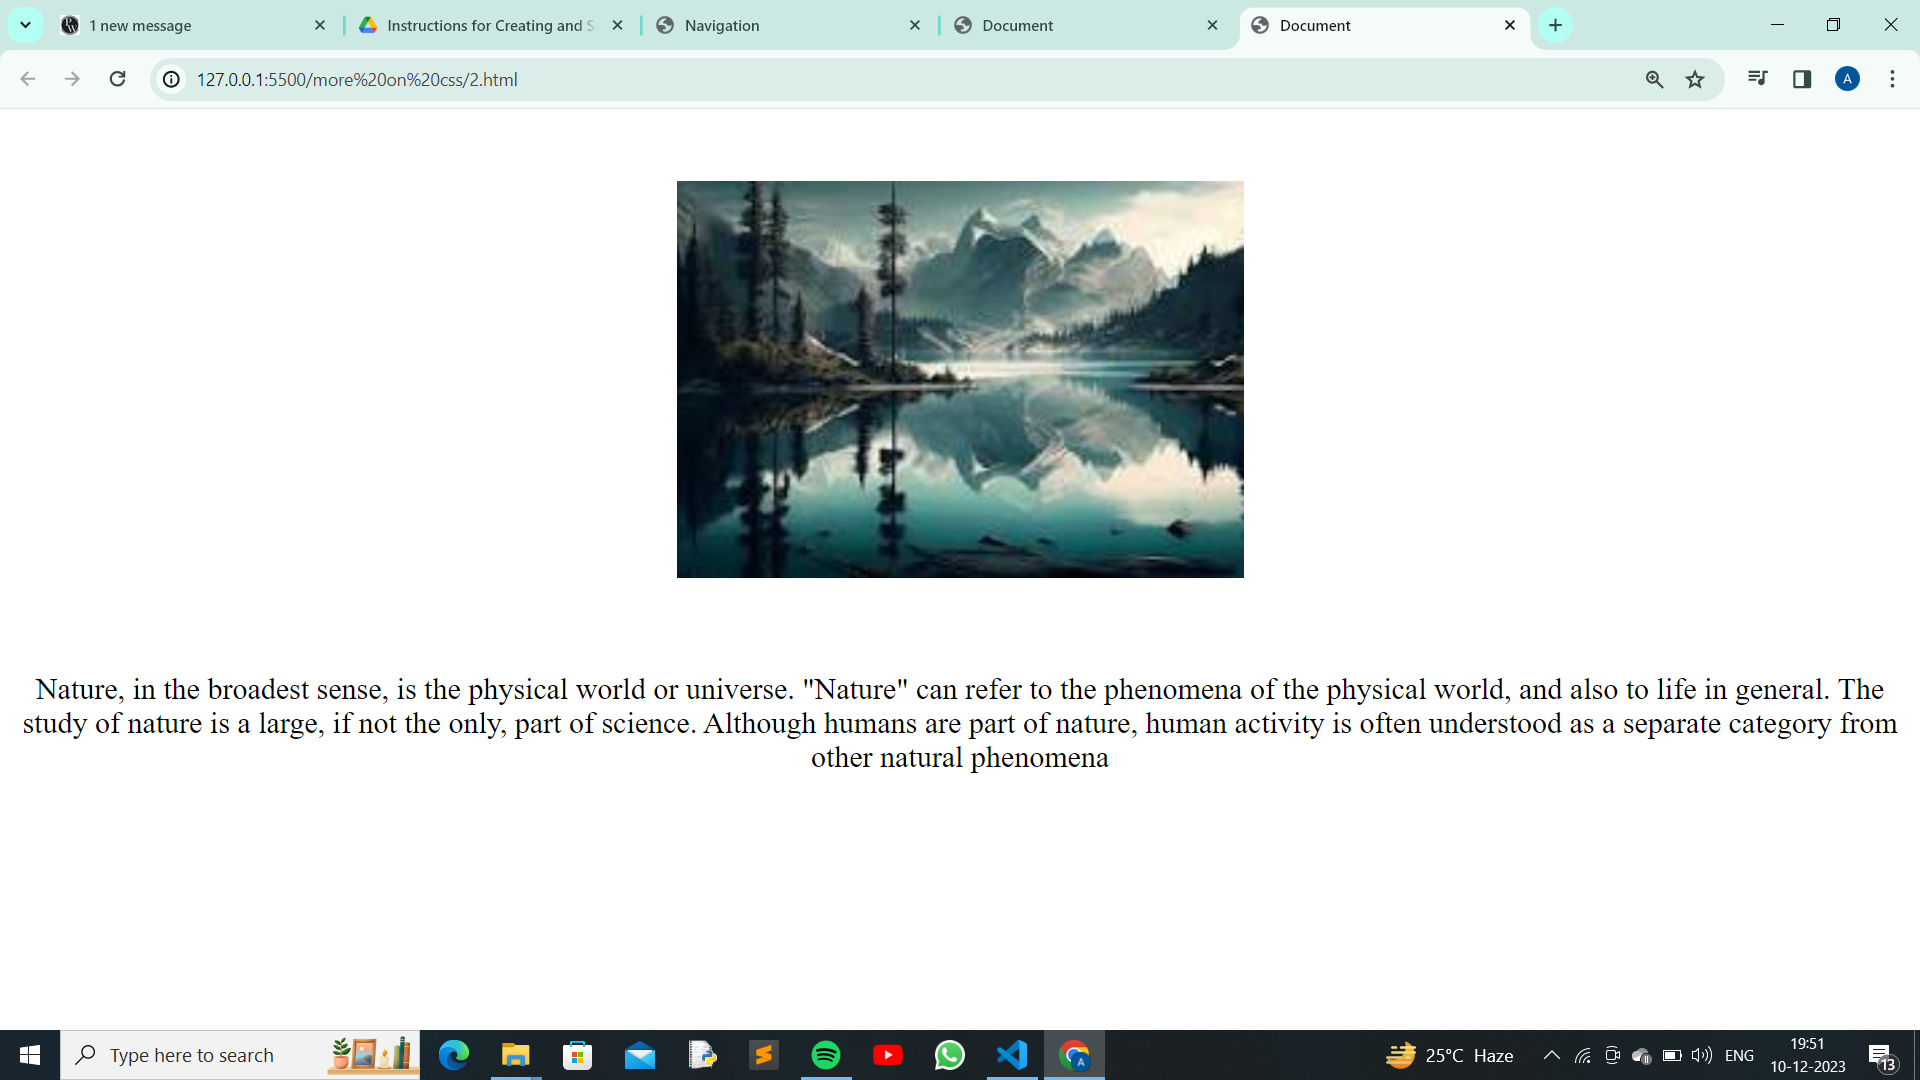 1 new message
Instructions for Creating and S
Navigation
Document
Document
127.0.0.1:5500/more%20on%20css/2.html
A
Nature, in the broadest sense, is the physical world or universe. "Nature" can refer to the phenomena of the physical world, and also to life in general. The
study of nature is a large, if not the only, part of science. Although humans are part of nature, human activity is often understood as a separate category from
other natural phenomena
Type here to search
25°C Haze
ENG
19:51
10-12-2023
13